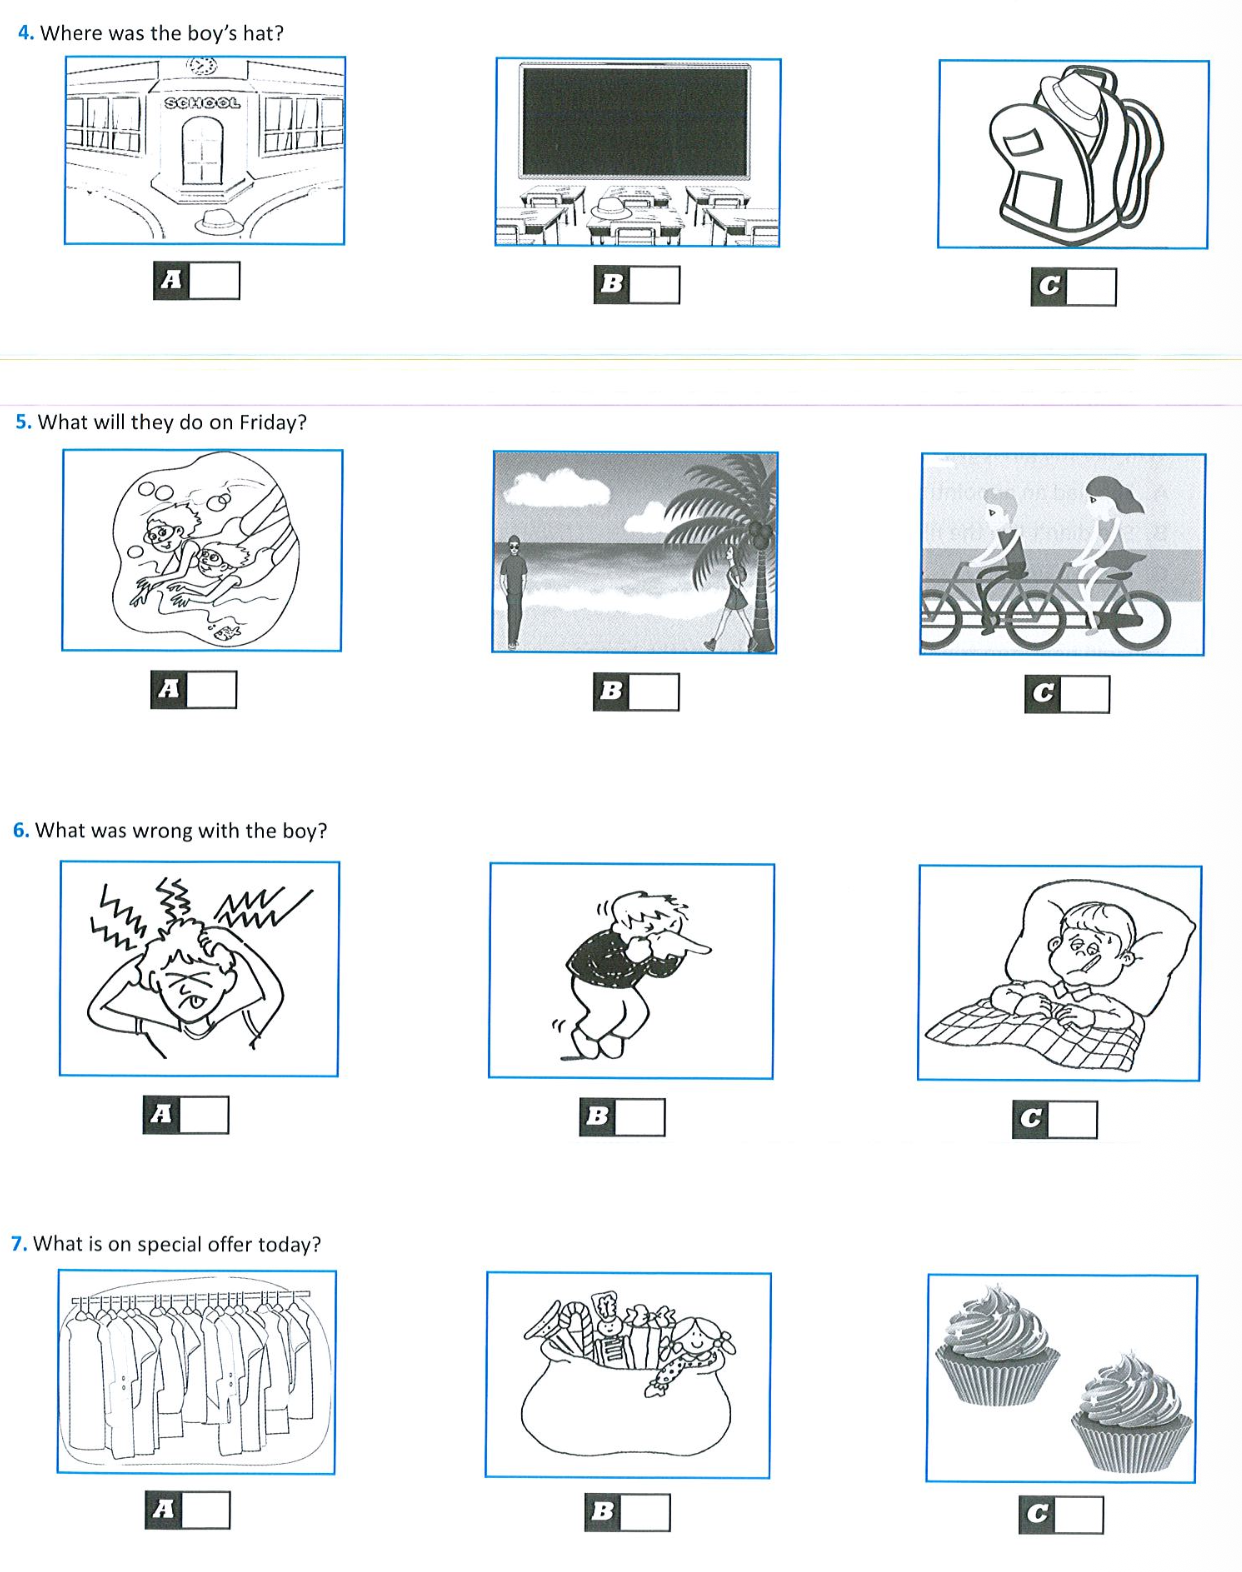 4. Where was the boy's hat?
SCHOOL
A
B
C
5. What will they do on Friday?
A
B
C
6. What was wrong with the boy?
A
B
C
7. What is on special offer today?
A
B
C